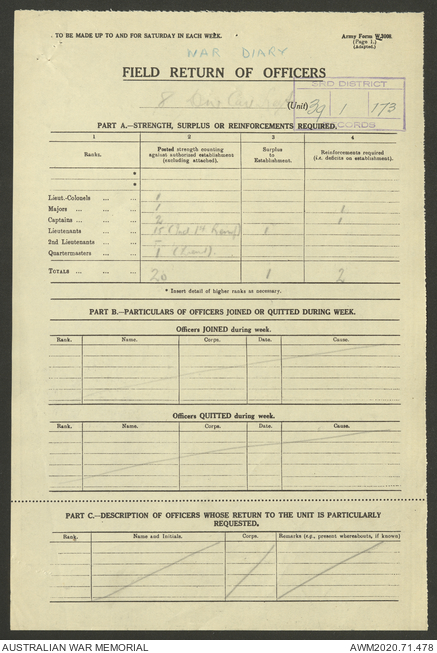 . TO BE MADE UP TO AND FOR SATURDAY IN EACH WEEK.
Army Form W.3008.
(Page 1.)
(Adapted.)
WAR DIARY
FIELD RETURN OF OFFICERS
3RD DISTRICT
39 1 173
RECORDS
8 Div Cav Regt (Unit)
PART A.—STRENGTH, SURPLUS OR REINFORCEMENTS REQUIRED.
1 2 3 4
Ranks. Posted strength counting against authorised establishment (excluding attached). Surplus to Establishment. Reinforcements required (i.e. deficits on establishment).
*
*
Lieut.-Colonels ... ... 1
Majors ... ... ... 1 1
Captains ... ... ... 2 1
Lieutenants ... ... 15 1
2nd Lieutenants ... ... -
Quartermasters ... ... 1 (Lieut).
TOTALS ... ... 20 1 2
* Insert detail of higher ranks as necessary.
PART B.—PARTICULARS OF OFFICERS JOINED OR QUITTED DURING WEEK.
Officers JOINED during week.
Rank. Name. Corps. Date. Cause.
Officers QUITTED during week.
Rank. Name. Corps. Date. Cause.
PART C.—DESCRIPTION OF OFFICERS WHOSE RETURN TO THE UNIT IS PARTICULARLY
REQUESTED.
Rank. Name and Initials. Corps. Remarks (e.g., present whereabouts, if known)
AUSTRALIAN WAR MEMORIAL AWM2020.71.478